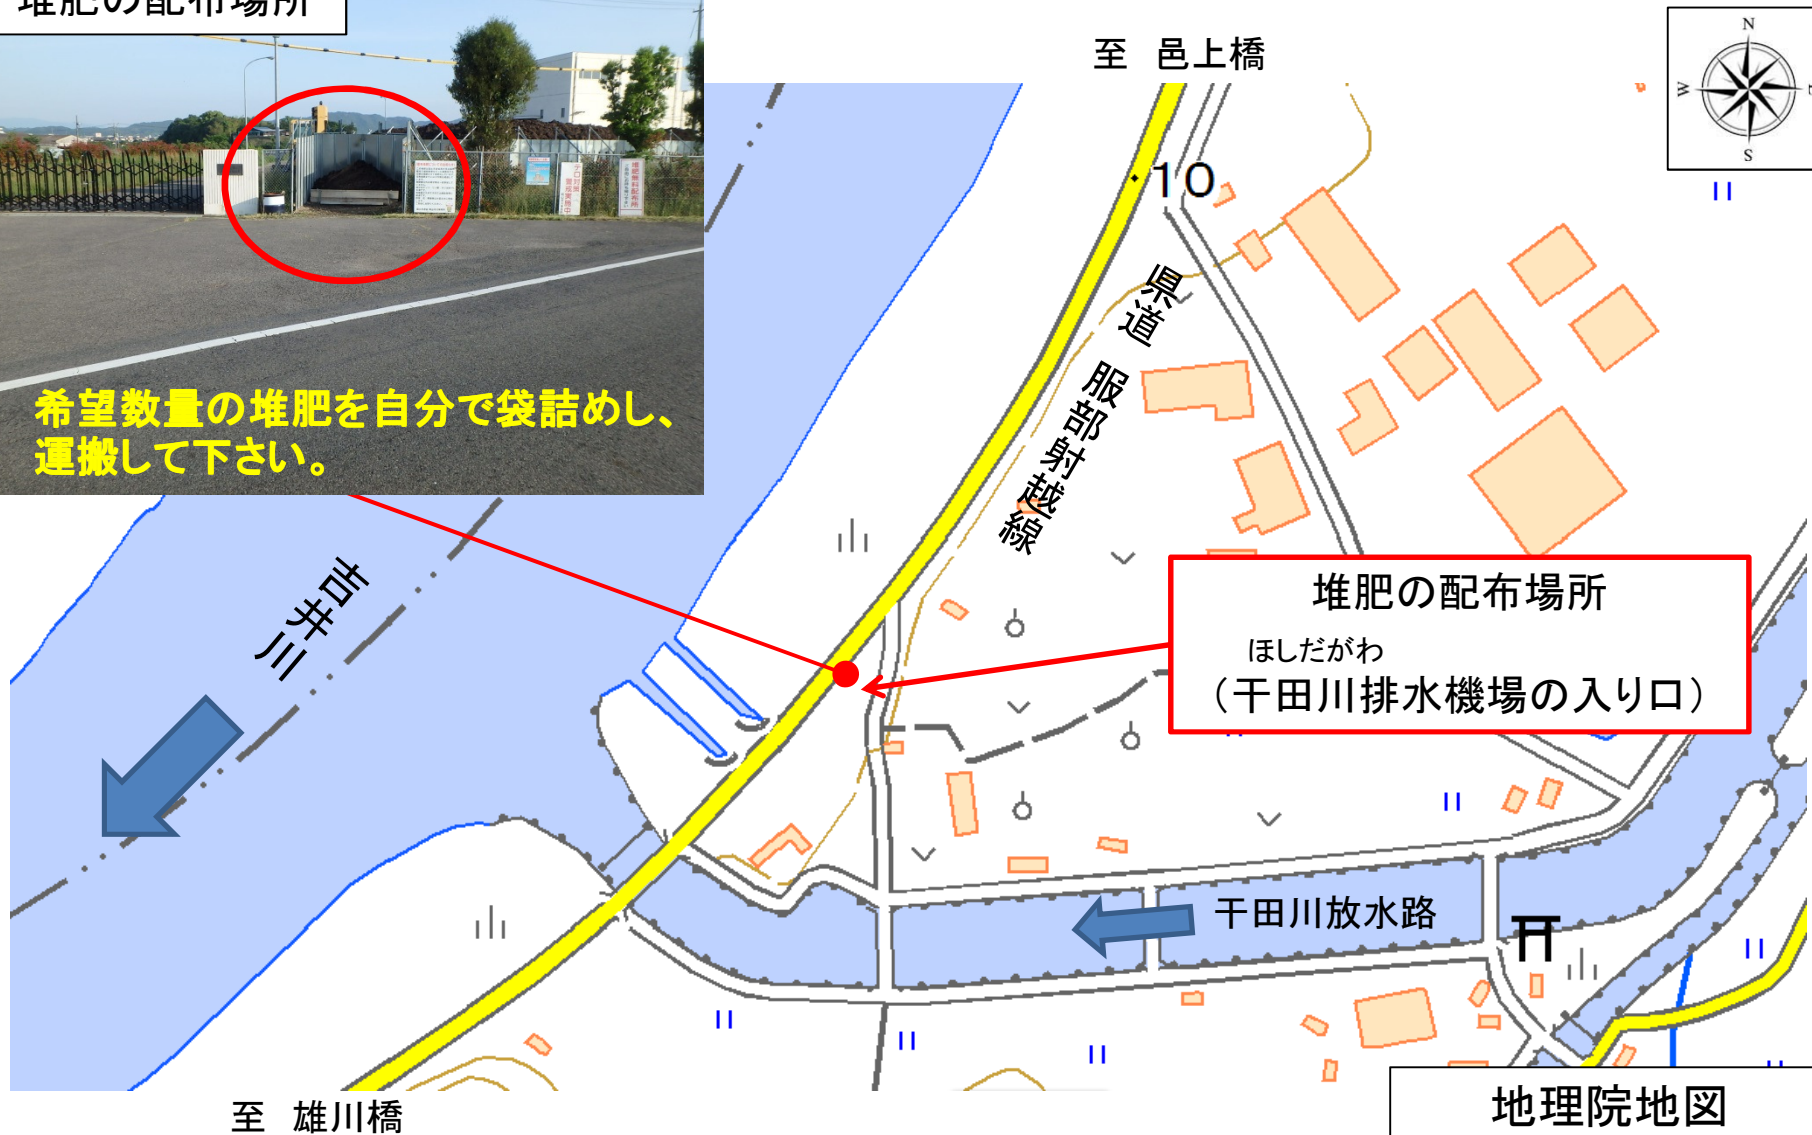 堆肥の配布場所
希望数量の堆肥を自分で袋詰めし、
運搬して下さい。
至 邑上橋
N
W
S
10
県道 服部射越線
吉井川
堆肥の配布場所
ほしだがわ
（干田川排水機場の入り口）
干田川放水路
至 雄川橋
地理院地図